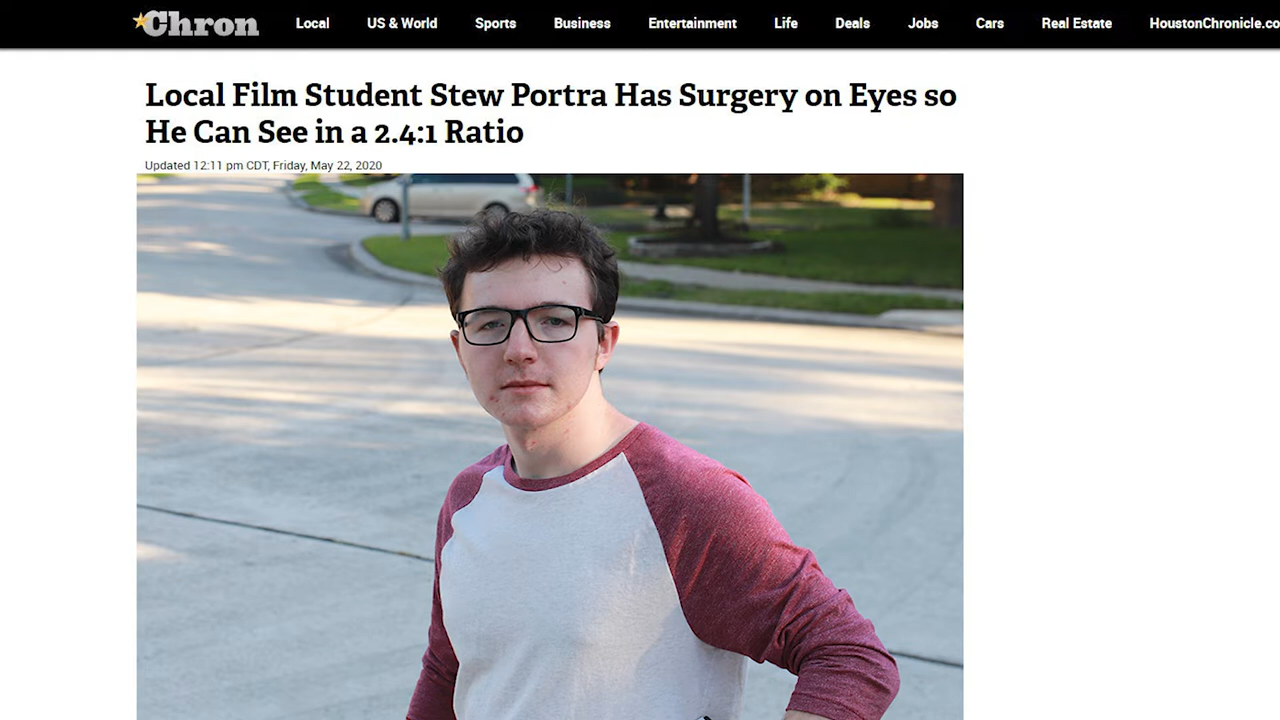 Chron Local US & World Sports Business Entertainment Life Deals Jobs Cars Real Estate HoustonChronicle.co
Local Film Student Stew Portra Has Surgery on Eyes so
He Can See in a 2.4:1 Ratio
Updated 12:11 pm CDT, Friday, May 22, 2020